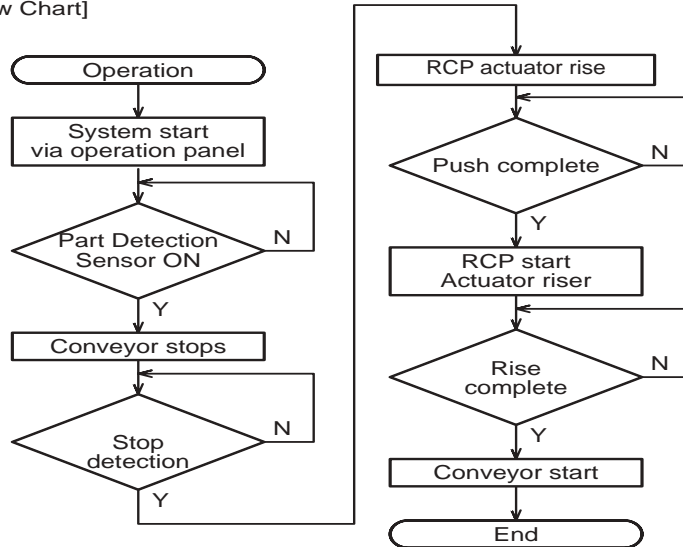 w Chart]
Operation
System start
via operation panel
Part Detection
Sensor ON
N
Y
Conveyor stops
Stop
detection
N
Y
RCP actuator rise
Push complete
N
Y
RCP start
Actuator riser
Rise
complete
N
Y
Conveyor start
End